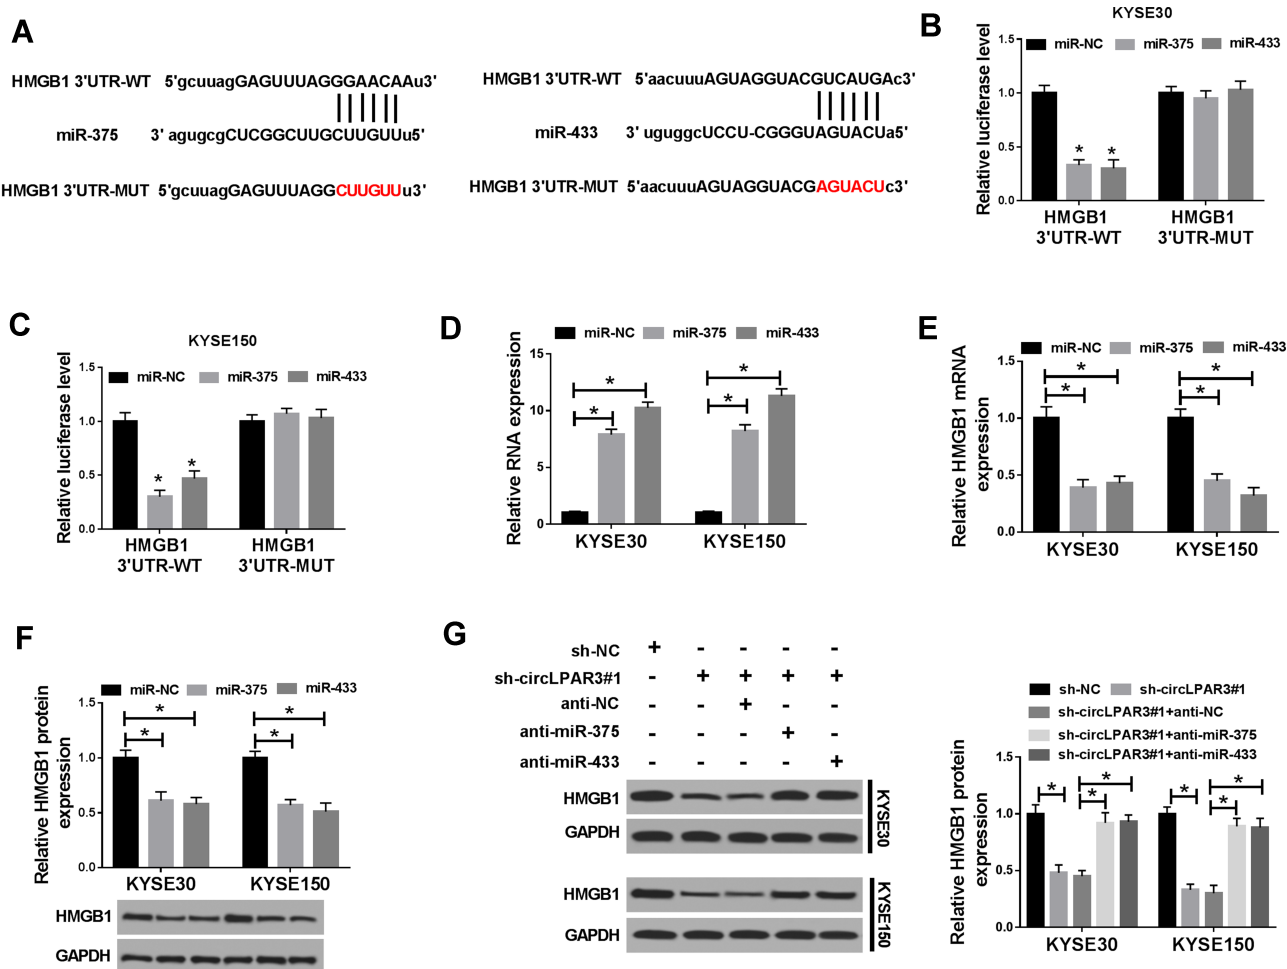 A
HMGB1 3'UTR-WT 5'gcuuagGAGUUUAGGGAACAAu3'
miR-375 3' agugcgCUCGGCUUGCUUGUUu5'
HMGB1 3'UTR-MUT 5'gcuuagGAGUUUAGGCUUGUUu3'
HMGB1 3'UTR-WT 5'aacuuuAGUAGGUACGUCAUGAc3'
miR-433 3' uguggcUCCU-CGGGUAGUACUa5'
HMGB1 3'UTR-MUT 5'aacuuuAGUAGGUACGAGUACUc3'
B
KYSE30
miR-NC miR-375 miR-433
Relative luciferase level
1.5
1.0
0.5
0.0
* *
HMGB1 3'UTR-WT
HMGB1 3'UTR-MUT
C
KYSE150
miR-NC miR-375 miR-433
Relative luciferase level
1.5
1.0
0.5
0.0
* *
HMGB1 3'UTR-WT
HMGB1 3'UTR-MUT
D
miR-NC miR-375 miR-433
Relative RNA expression
15
10
5
0
* *
* *
KYSE30 KYSE150
E
miR-NC miR-375 miR-433
Relative HMGB1 mRNA
expression
1.5
1.0
0.5
0.0
* *
* *
KYSE30 KYSE150
F
miR-NC miR-375 miR-433
Relative HMGB1 protein
expression
1.5
1.0
0.5
0.0
* *
* *
KYSE30 KYSE150
HMGB1
GAPDH
G
sh-NC + - - - -
sh-circLPAR3#1 - + + + +
anti-NC - - + - -
anti-miR-375 - - - + -
anti-miR-433 - - - - +
HMGB1
GAPDH
KYSE30
HMGB1
GAPDH
KYSE150
sh-NC sh-circLPAR3#1
sh-circLPAR3#1+anti-NC
sh-circLPAR3#1+anti-miR-375
sh-circLPAR3#1+anti-miR-433
Relative HMGB1 protein
expression
1.5
1.0
0.5
0.0
* * *
* * *
KYSE30 KYSE150